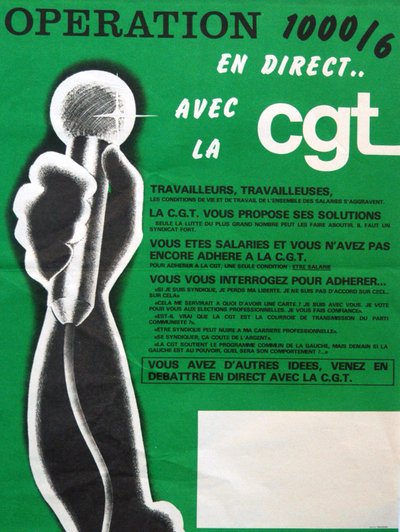 OPERATION 1000/6
EN DIRECT..
AVEC
LA
cgt
TRAVAILLEURS, TRAVAILLEUSES,
LES CONDITIONS DE VIE ET DE TRAVAIL DE L'ENSEMBLE DES SALARIES S'AGGRAVENT.
LA C.G.T. VOUS PROPOSE SES SOLUTIONS
SEULE LA LUTTE DU PLUS GRAND NOMBRE PEUT LES FAIRE ABOUTIR. IL FAUT UN
SYNDICAT FORT.
VOUS ETES SALARIES ET VOUS N'AVEZ PAS
ENCORE ADHERE A LA C.G.T.
POUR ADHERER A LA CGT, UNE SEULE CONDITION : ETRE SALARIE
VOUS VOUS INTERROGEZ POUR ADHERER...
«SI JE SUIS SYNDIQUE, JE PERDS MA LIBERTE. JE NE SUIS PAS D'ACCORD SUR CECI..
SUR CELA»
«CELA ME SERVIRAIT A QUOI D'AVOIR UNE CARTE ? JE SUIS AVEC VOUS. JE VOTE
POUR VOUS AUX ELECTIONS PROFESSIONNELLES. JE VOUS FAIS CONFIANCE».
«EST-IL VRAI QUE LA CGT EST LA COURROIE DE TRANSMISSION DU PARTI
COMMUNISTE ?».
«ETRE SYNDIQUE PEUT NUIRE A MA CARRIERE PROFESSIONNELLE».
«SE SYNDIQUER, ÇA COUTE DE L'ARGENT».
«LA CGT SOUTIENT LE PROGRAMME COMMUN DE LA GAUCHE, MAIS DEMAIN SI LA
GAUCHE EST AU POUVOIR, QUEL SERA SON COMPORTEMENT ?...»
VOUS AVEZ D'AUTRES IDEES, VENEZ EN
DEBATTRE EN DIRECT AVEC LA C.G.T.